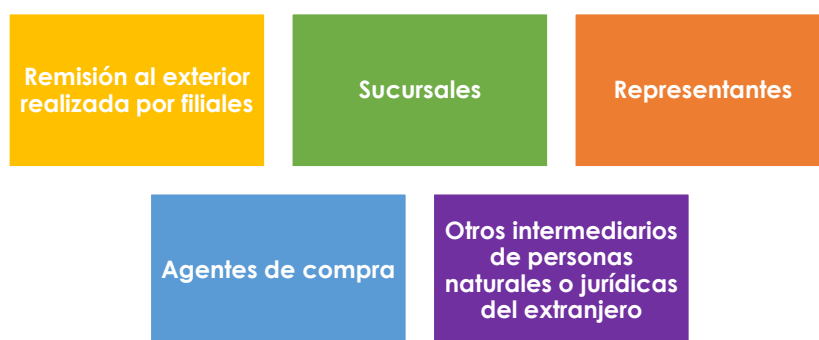 Remisión al exterior
realizada por filiales
Sucursales
Representantes
Agentes de compra
Otros intermediarios
de personas
naturales o jurídicas
del extranjero